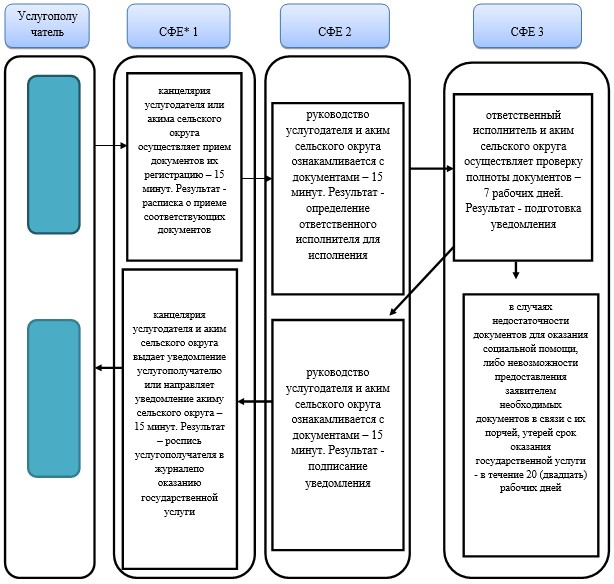 Услугополу
чатель
СФЕ* 1
СФЕ 2
СФЕ 3
канцелярия
услугодателя или
акима сельского
округа
осуществляет прием
документов их
регистрацию – 15
минут. Результат -
расписка о приеме
соответствующих
документов
руководство
услугодателя и аким
сельского округа
ознакамливается с
документами – 15
минут. Результат -
определение
ответственного
исполнителя для
исполнения
ответственный
исполнитель и аким
сельского округа
осуществляет проверку
полноты документов –
7 рабочих дней.
Результат - подготовка
уведомления
канцелярия
услугодателя и аким
сельского округа
выдает уведомление
услугополучателю
или направляет
уведомление акиму
сельского округа –
15 минут. Результат
– роспись
услугополучателя в
журналепо
оказанию
государственной
услуги
руководство
услугодателя и аким
сельского округа
ознакамливается с
документами – 15
минут. Результат -
подписание
уведомления
в случаях
недостаточности
документов для оказания
социальной помощи,
либо невозможности
предоставления
заявителем
необходимых
документов в связи с их
порчей, утерей срок
оказания
государственной услуги
- в течение 20 (двадцать)
рабочих дней